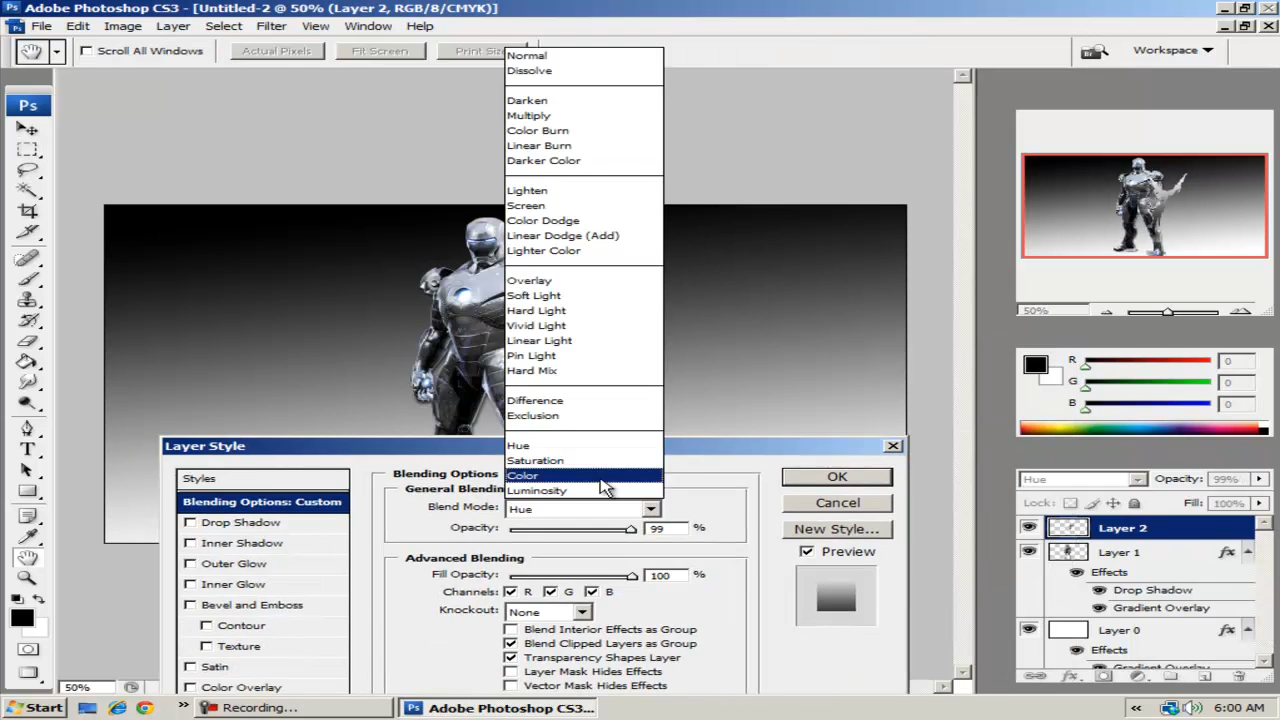 Adobe Photoshop CS3 - [Untitled-2 @ 50% (Layer 2, RGB/8/CMYK)]
File Edit Image Layer Select Filter View Window Help
Scroll All Windows Actual Pixels Fit Screen Print Size Workspace
Ps
Normal
Dissolve
Darken
Multiply
Color Burn
Linear Burn
Darker Color
Lighten
Screen
Color Dodge
Linear Dodge (Add)
Lighter Color
Overlay
Soft Light
Hard Light
Vivid Light
Linear Light
Pin Light
Hard Mix
Difference
Exclusion
Hue
Saturation
Color
Luminosity
Layer Style
Styles
Blending Options: Custom
Drop Shadow
Inner Shadow
Outer Glow
Inner Glow
Bevel and Emboss
Contour
Texture
Satin
Color Overlay
Blending Options
General Blending
Blend Mode: Hue
Opacity: 99 %
Advanced Blending
Fill Opacity: 100 %
Channels: R G B
Knockout: None
Blend Interior Effects as Group
Blend Clipped Layers as Group
Transparency Shapes Layer
Layer Mask Hides Effects
Vector Mask Hides Effects
OK
Cancel
New Style...
Preview
50%
R 0
G 0
B 0
Hue Opacity: 99%
Lock: Fill: 100%
Layer 2
Layer 1 fx
Effects
Drop Shadow
Gradient Overlay
Layer 0 fx
Effects
Gradient Overlay
50%
Start Recording... Ps Adobe Photoshop CS3... 6:00 AM